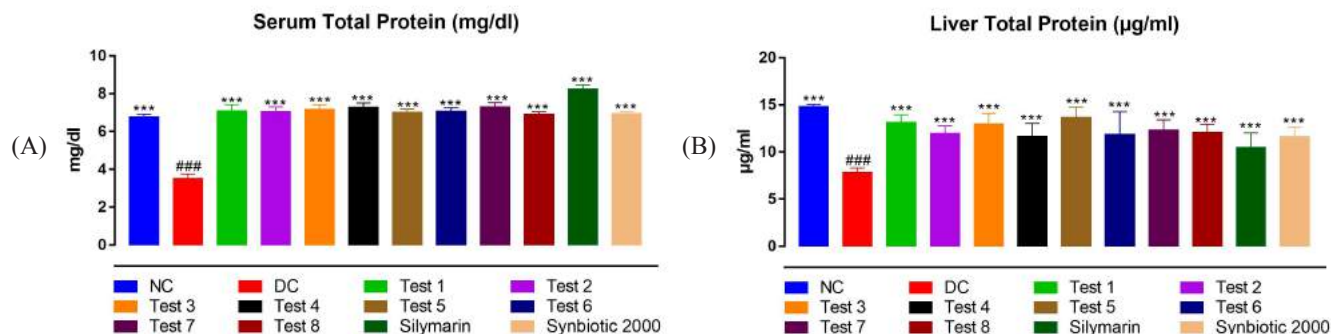 Serum Total Protein (mg/dl)
(A)
mg/dl
10
8
6
4
2
0
*** ### *** *** *** *** *** *** *** *** *** ***
NC DC Test 1 Test 2
Test 3 Test 4 Test 5 Test 6
Test 7 Test 8 Silymarin Synbiotic 2000
Liver Total Protein (µg/ml)
(B)
µg/ml
20
15
10
5
0
*** ### *** *** *** *** *** *** *** *** *** ***
NC DC Test 1 Test 2
Test 3 Test 4 Test 5 Test 6
Test 7 Test 8 Silymarin Synbiotic 2000